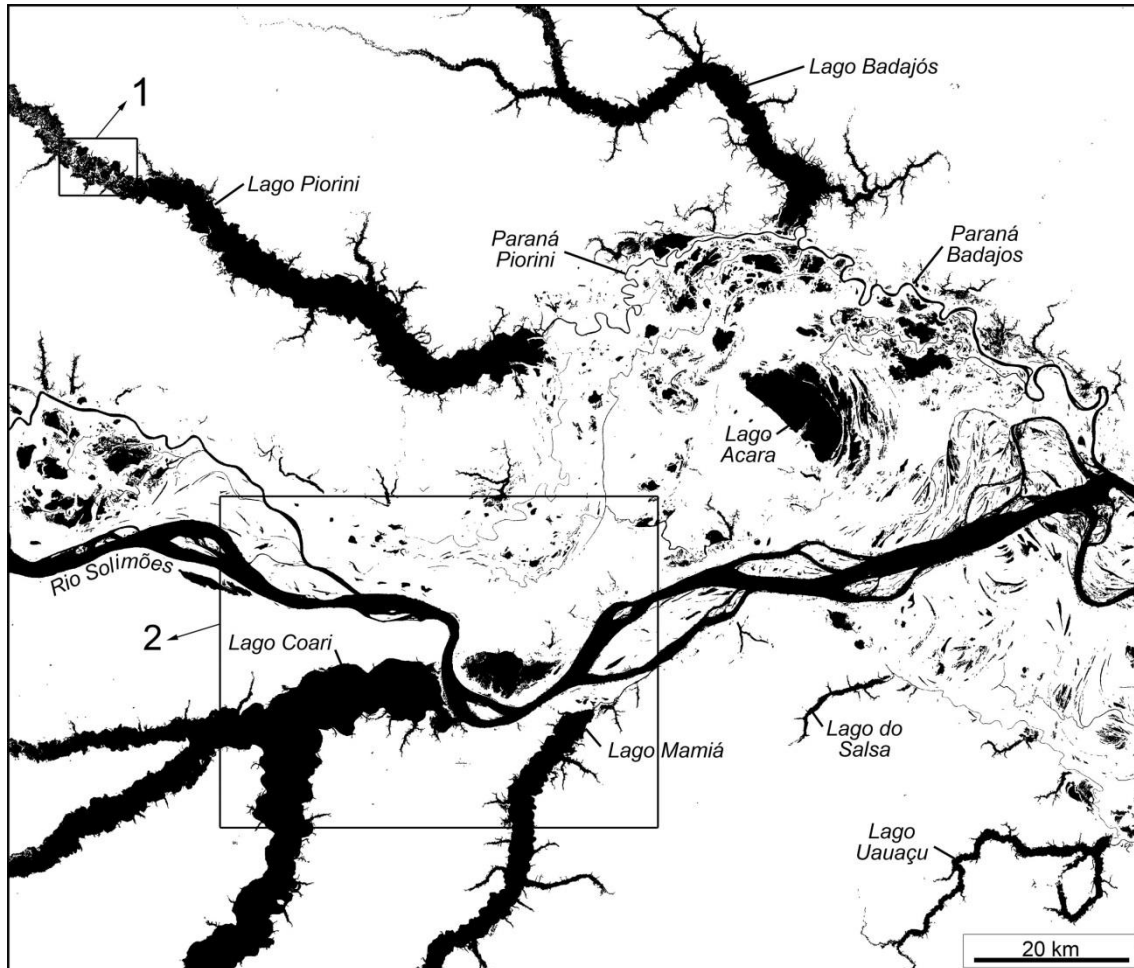 Lago Badajós
1
Lago Piorini
Paraná
Piorini
Paraná
Badajos
Lago
Acara
Rio Solimões
2
Lago Coari
Lago Mamiá
Lago do
Salsa
Lago
Uauaçu
20 km